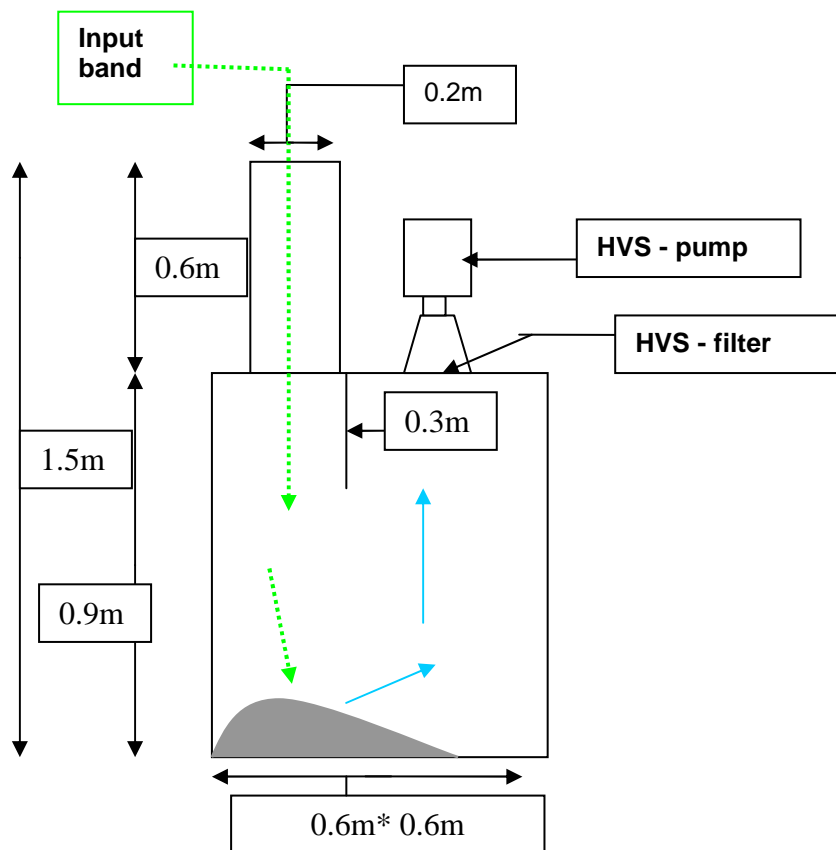 Input
band
0.2m
0.6m
HVS - pump
HVS - filter
0.3m
1.5m
0.9m
0.6m* 0.6m